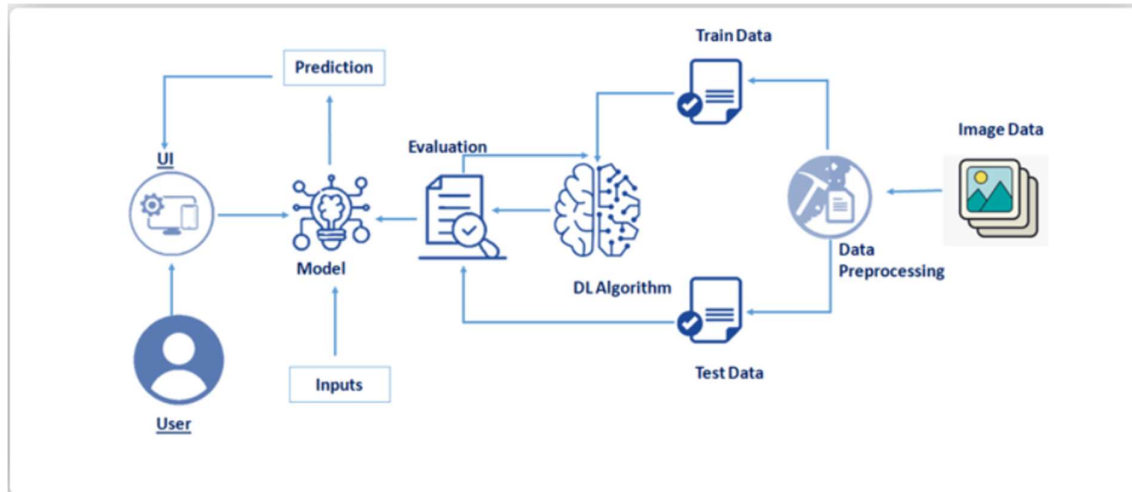 Train Data
Prediction
Image Data
Evaluation
UI
Data
Preprocessing
Model
DL Algorithm
Test Data
Inputs
User